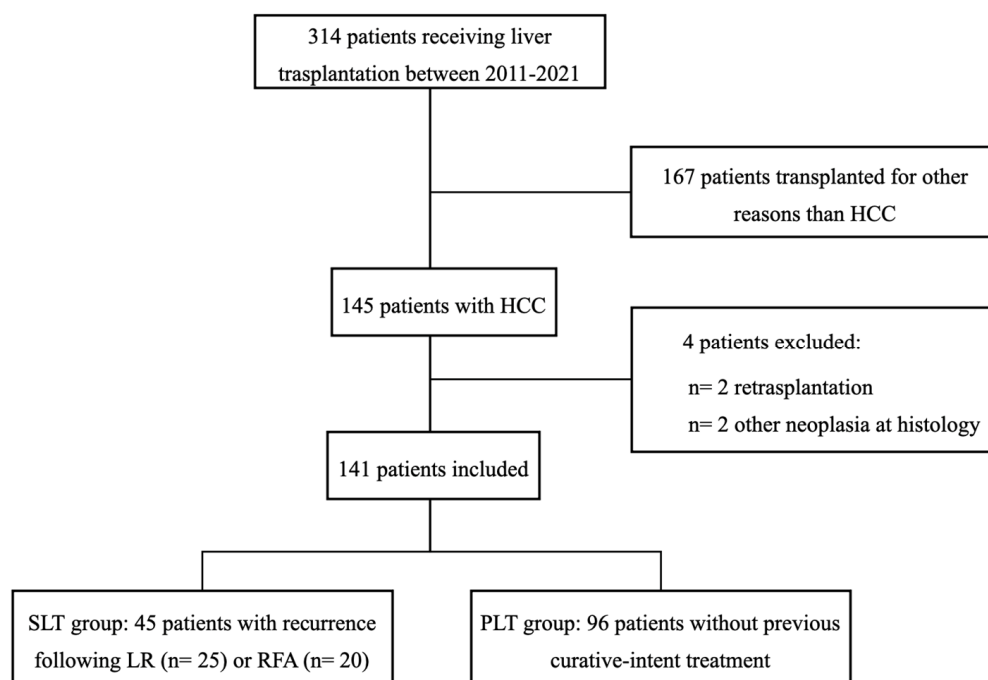 314 patients receiving liver
trasplantation between 2011-2021
167 patients transplanted for other
reasons than HCC
145 patients with HCC
4 patients excluded:
n= 2 retrasplantation
n= 2 other neoplasia at histology
141 patients included
SLT group: 45 patients with recurrence
following LR (n= 25) or RFA (n= 20)
PLT group: 96 patients without previous
curative-intent treatment